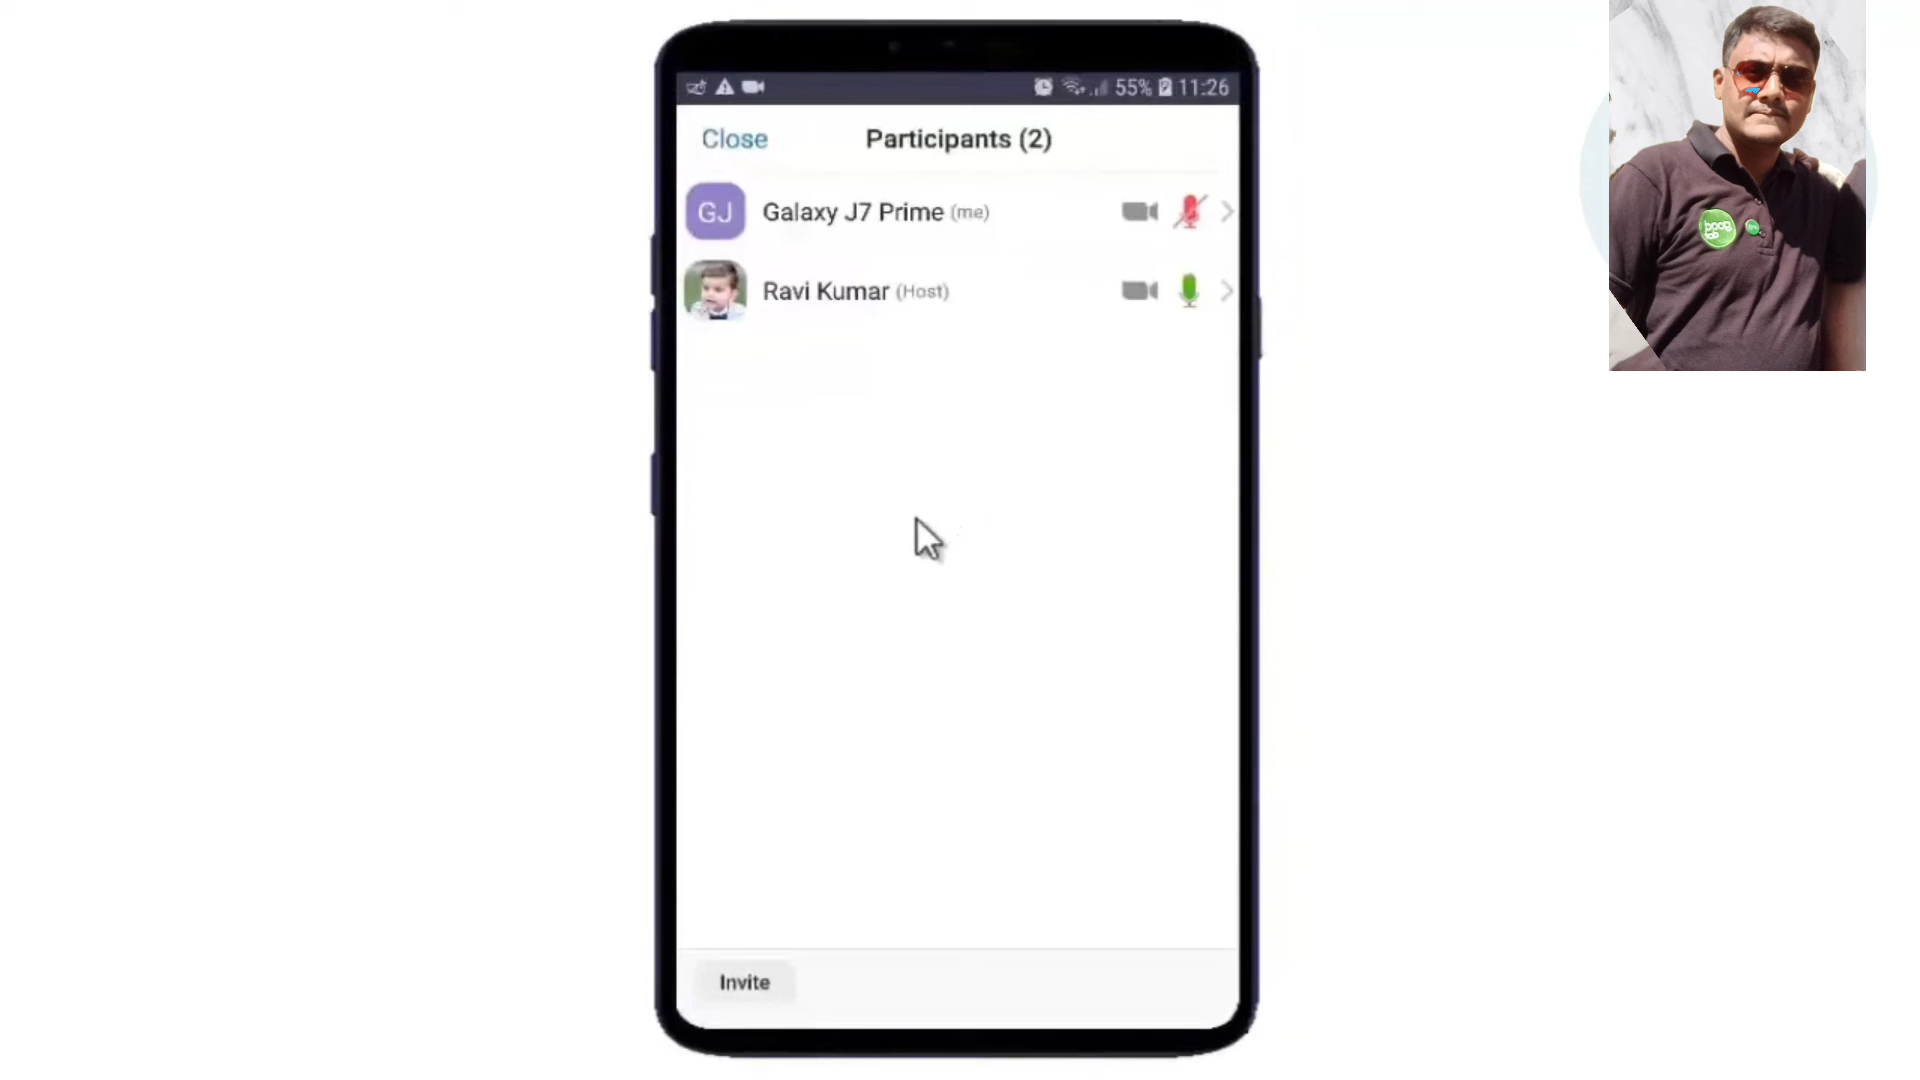 55% 11:26
Close Participants (2)
GJ Galaxy J7 Prime (me)
Ravi Kumar (Host)
Invite